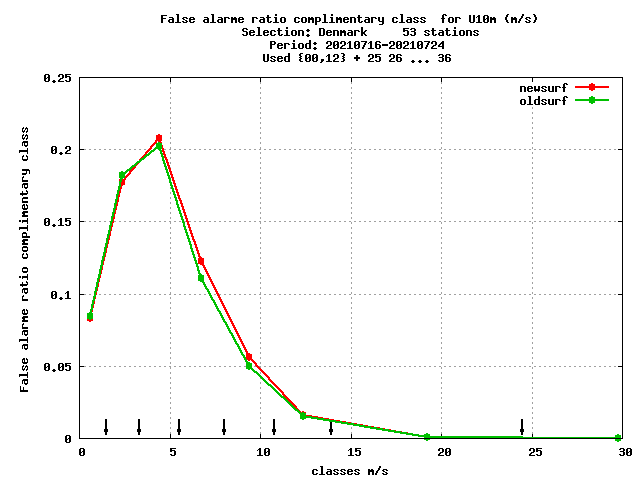 False alarme ratio complimentary class  for U10m (m/s)
Selection: Denmark     53 stations
Period: 20210716-20210724
Used {00,12} + 25 26 ... 36
newsurf
oldsurf
False alarme ratio complimentary class
0.25
0.2
0.15
0.1
0.05
0
0 5 10 15 20 25 30
classes m/s